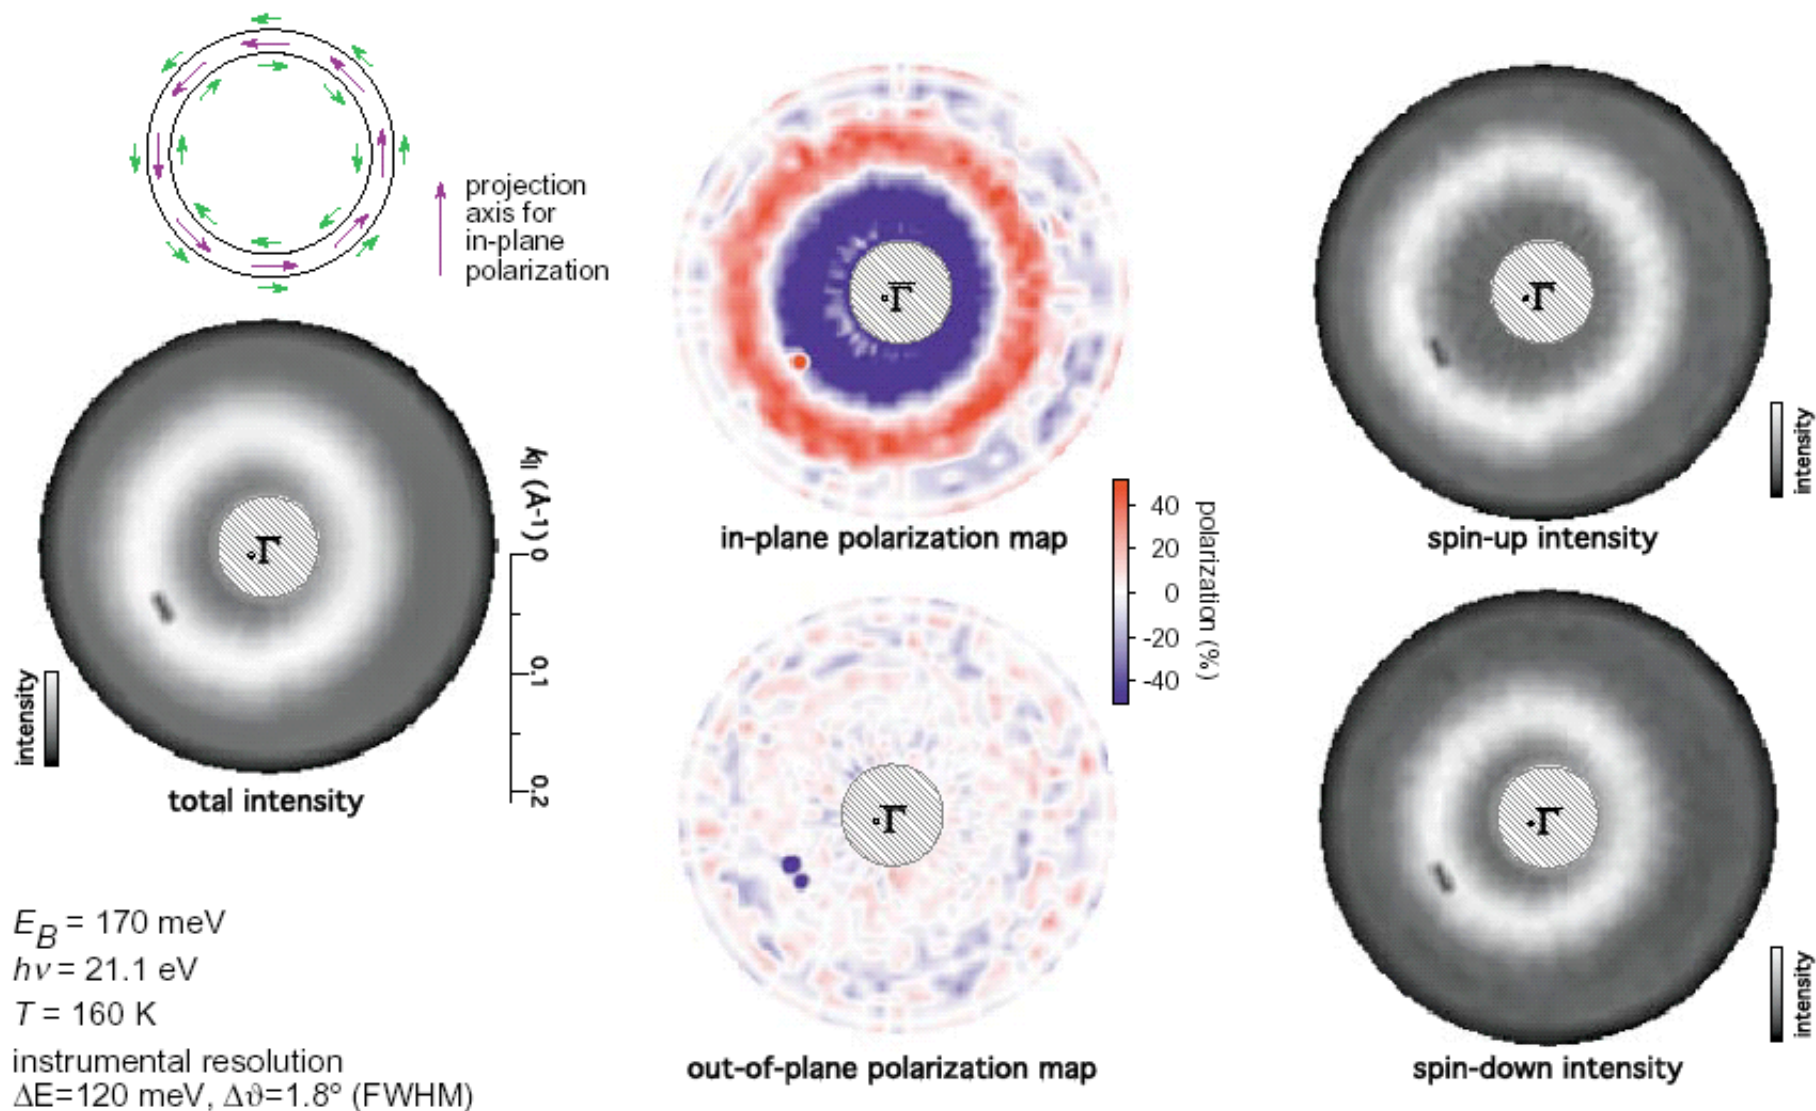 projection
axis for
in-plane
polarization
Γ
k|| (Å-1)
0
0.1
0.2
intensity
total intensity
Γ̅
in-plane polarization map
40
20
0
-20
-40
polarization (%)
Γ̅
out-of-plane polarization map
Γ
intensity
spin-up intensity
Γ
intensity
spin-down intensity
E_B = 170 meV
hν = 21.1 eV
T = 160 K
instrumental resolution
ΔE=120 meV, Δϑ=1.8º (FWHM)